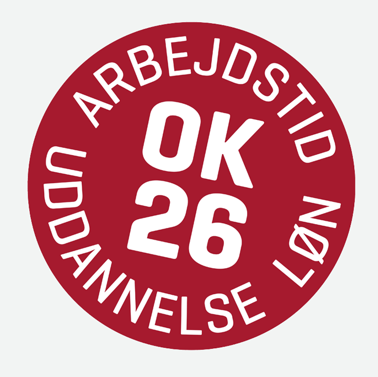 ARBEJDSTID
OK
26
UDDANNELSE LØN